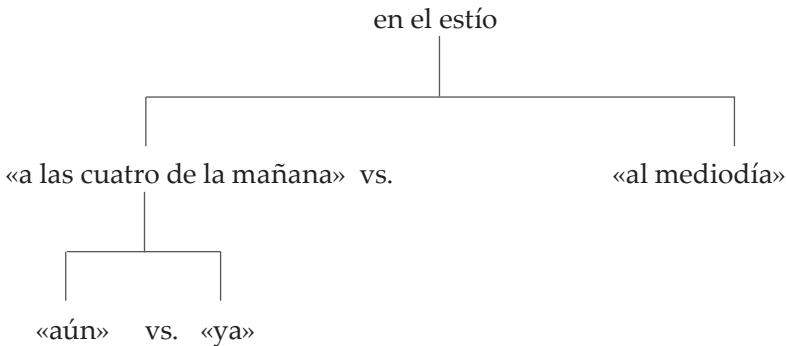 en el estío
«a las cuatro de la mañana» vs. «al mediodía»
«aún» vs. «ya»